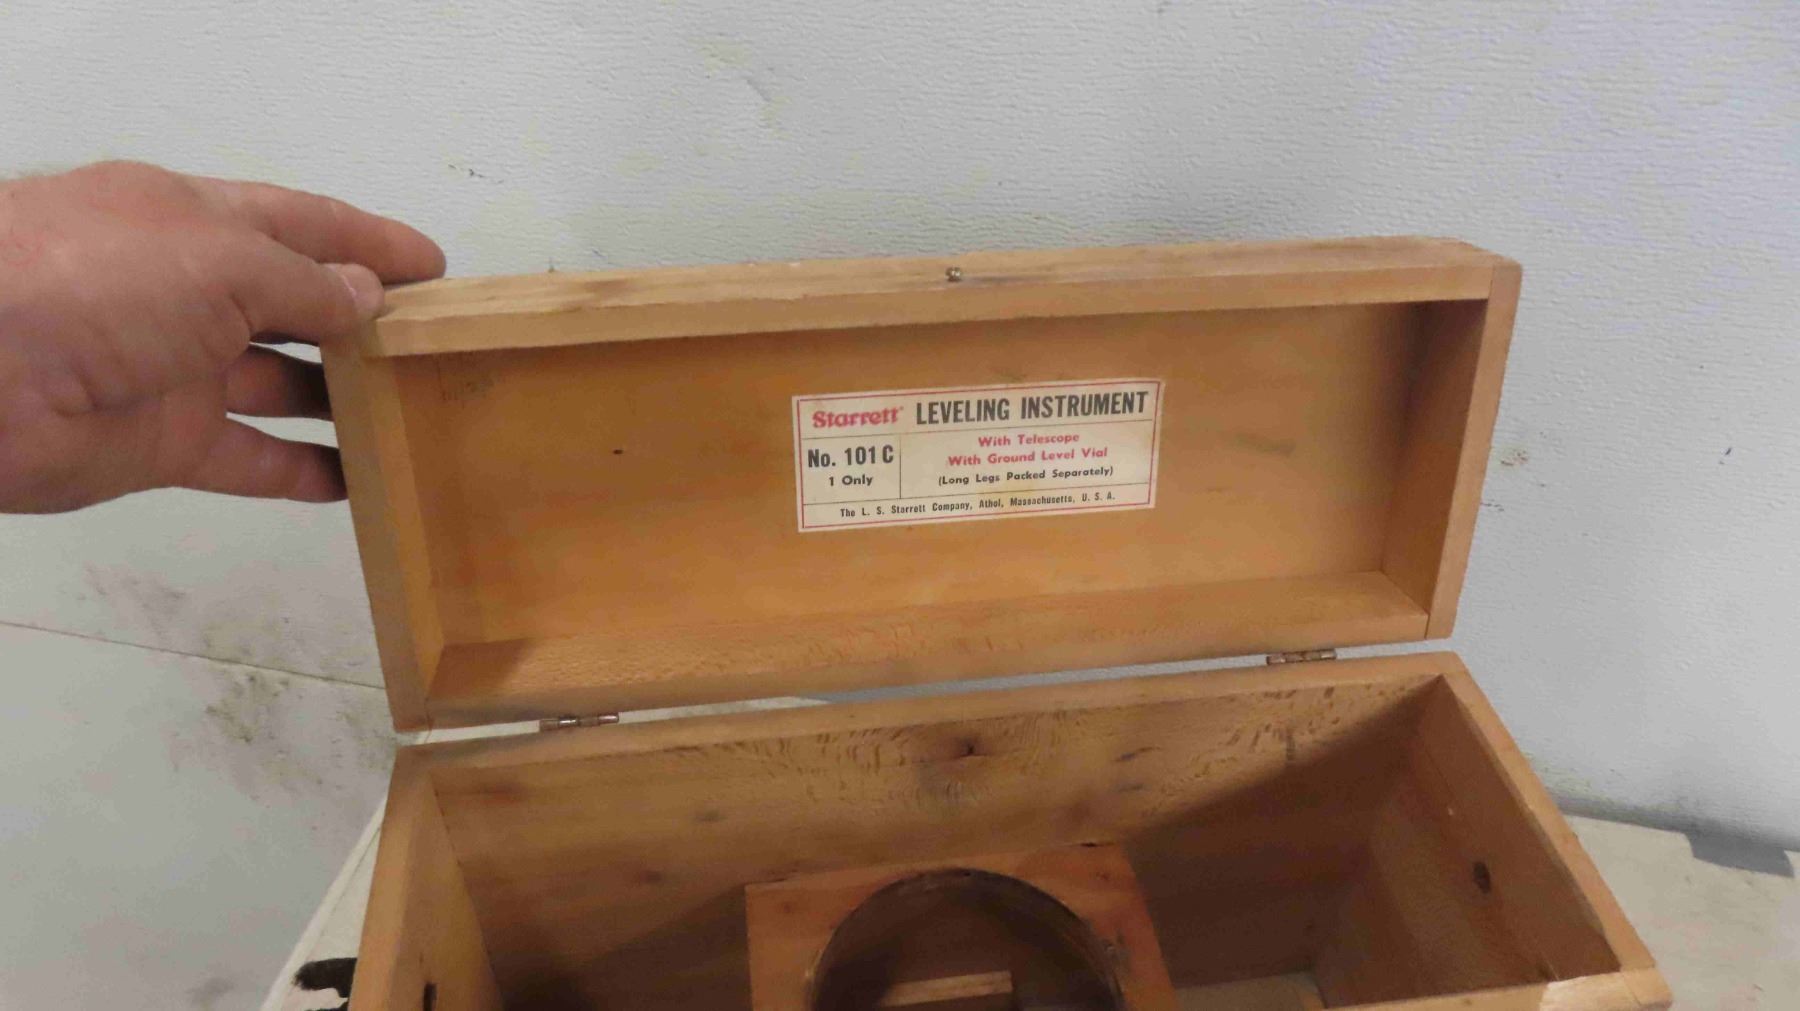 Starrett LEVELING INSTRUMENT
No. 101 C
1 Only
With Telescope
With Ground Level Vial
(Long Legs Packed Separately)
The L. S. Starrett Company, Athol, Massachusetts, U. S. A.